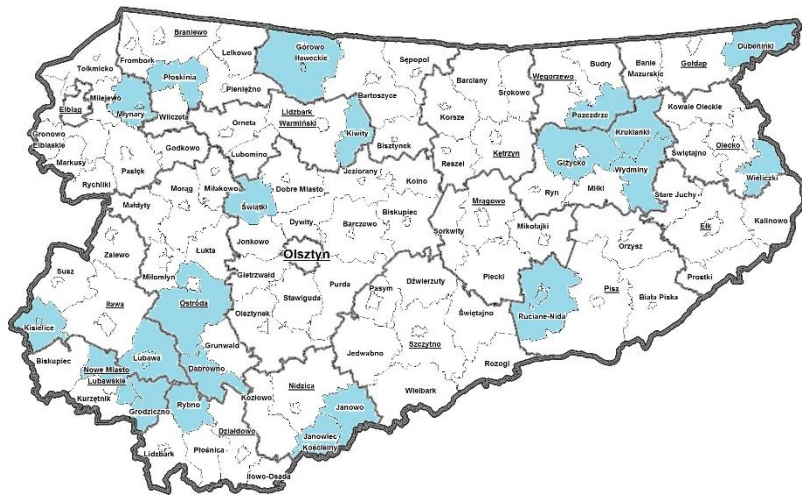 Braniewo
Frombork
Lelkowo
Górowo
Iławeckie
Sępopol
Tolkmicko
Płoskinia
Pieniężno
Bartoszyce
Barciany
Srokowo
Węgorzewo
Budry
Banie
Mazurskie
Gołdap
Dubeninki
Milejewo
Elbląg
Młynary
Wilczęta
Orneta
Lidzbark
Warmiński
Kiwity
Bisztynek
Korsze
Kętrzyn
Reszel
Pozezdrze
Kruklanki
Kowale Oleckie
Gronowo
Elbląskie
Markusy
Godkowo
Lubomino
Pasłęk
Rychliki
Giżycko
Wydminy
Świętajno
Olecko
Wieliczki
Jeziorany
Kolno
Dobre Miasto
Miłakowo
Morąg
Małdyty
Świątki
Mrągowo
Ryn
Miłki
Stare Juchy
Dywity
Barczewo
Biskupiec
Sorkwity
Mikołajki
Ełk
Kalinowo
Jonkowo
Olsztyn
Łukta
Zalewo
Susz
Miłomłyn
Orzysz
Gietrzwałd
Purda
Dźwierzuty
Piecki
Prostki
Pasym
Stawiguda
Olsztynek
Ostróda
Iława
Kisielice
Pisz
Biała Piska
Ruciane-Nida
Świętajno
Grunwald
Szczytno
Jedwabno
Rozogi
Lubawa
Dąbrówno
Biskupiec
Nowe Miasto
Lubawskie
Kurzętnik
Grodziczno
Rybno
Kozłowo
Nidzica
Wielbark
Janowo
Janowiec
Kościelny
Działdowo
Lidzbark
Płośnica
Iłowo-Osada